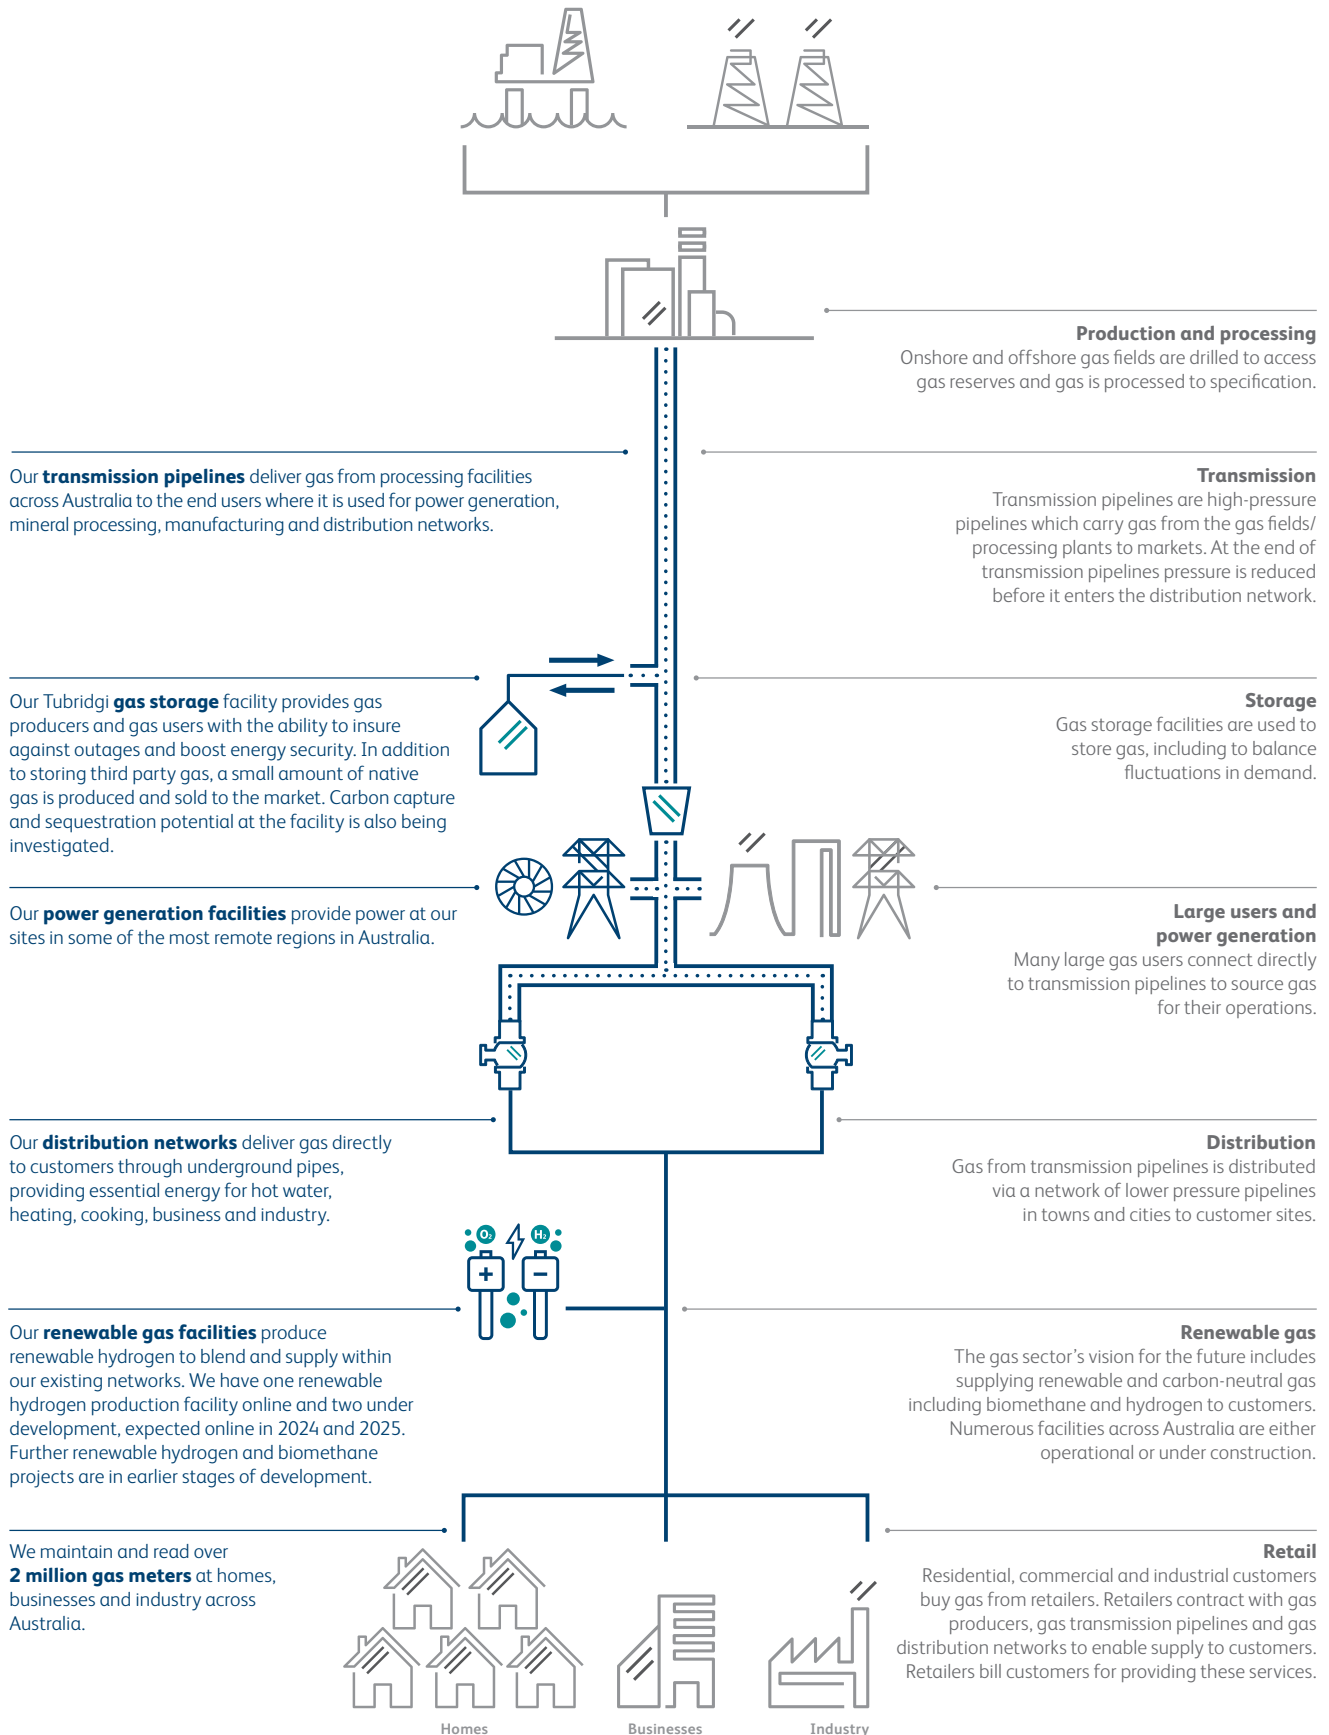 Production and processing
Onshore and offshore gas fields are drilled to access
gas reserves and gas is processed to specification.
Our transmission pipelines deliver gas from processing facilities
across Australia to the end users where it is used for power generation,
mineral processing, manufacturing and distribution networks.
Transmission
Transmission pipelines are high-pressure
pipelines which carry gas from the gas fields/
processing plants to markets. At the end of
transmission pipelines pressure is reduced
before it enters the distribution network.
Our Tubridgi gas storage facility provides gas
producers and gas users with the ability to insure
against outages and boost energy security. In addition
to storing third party gas, a small amount of native
gas is produced and sold to the market. Carbon capture
and sequestration potential at the facility is also being
investigated.
Storage
Gas storage facilities are used to
store gas, including to balance
fluctuations in demand.
Our power generation facilities provide power at our
sites in some of the most remote regions in Australia.
Large users and
power generation
Many large gas users connect directly
to transmission pipelines to source gas
for their operations.
Our distribution networks deliver gas directly
to customers through underground pipes,
providing essential energy for hot water,
heating, cooking, business and industry.
Distribution
Gas from transmission pipelines is distributed
via a network of lower pressure pipelines
in towns and cities to customer sites.
O₂ H₂
+ −
Our renewable gas facilities produce
renewable hydrogen to blend and supply within
our existing networks. We have one renewable
hydrogen production facility online and two under
development, expected online in 2024 and 2025.
Further renewable hydrogen and biomethane
projects are in earlier stages of development.
Renewable gas
The gas sector’s vision for the future includes
supplying renewable and carbon-neutral gas
including biomethane and hydrogen to customers.
Numerous facilities across Australia are either
operational or under construction.
We maintain and read over
2 million gas meters at homes,
businesses and industry across
Australia.
Retail
Residential, commercial and industrial customers
buy gas from retailers. Retailers contract with gas
producers, gas transmission pipelines and gas
distribution networks to enable supply to customers.
Retailers bill customers for providing these services.
Homes
Businesses
Industry